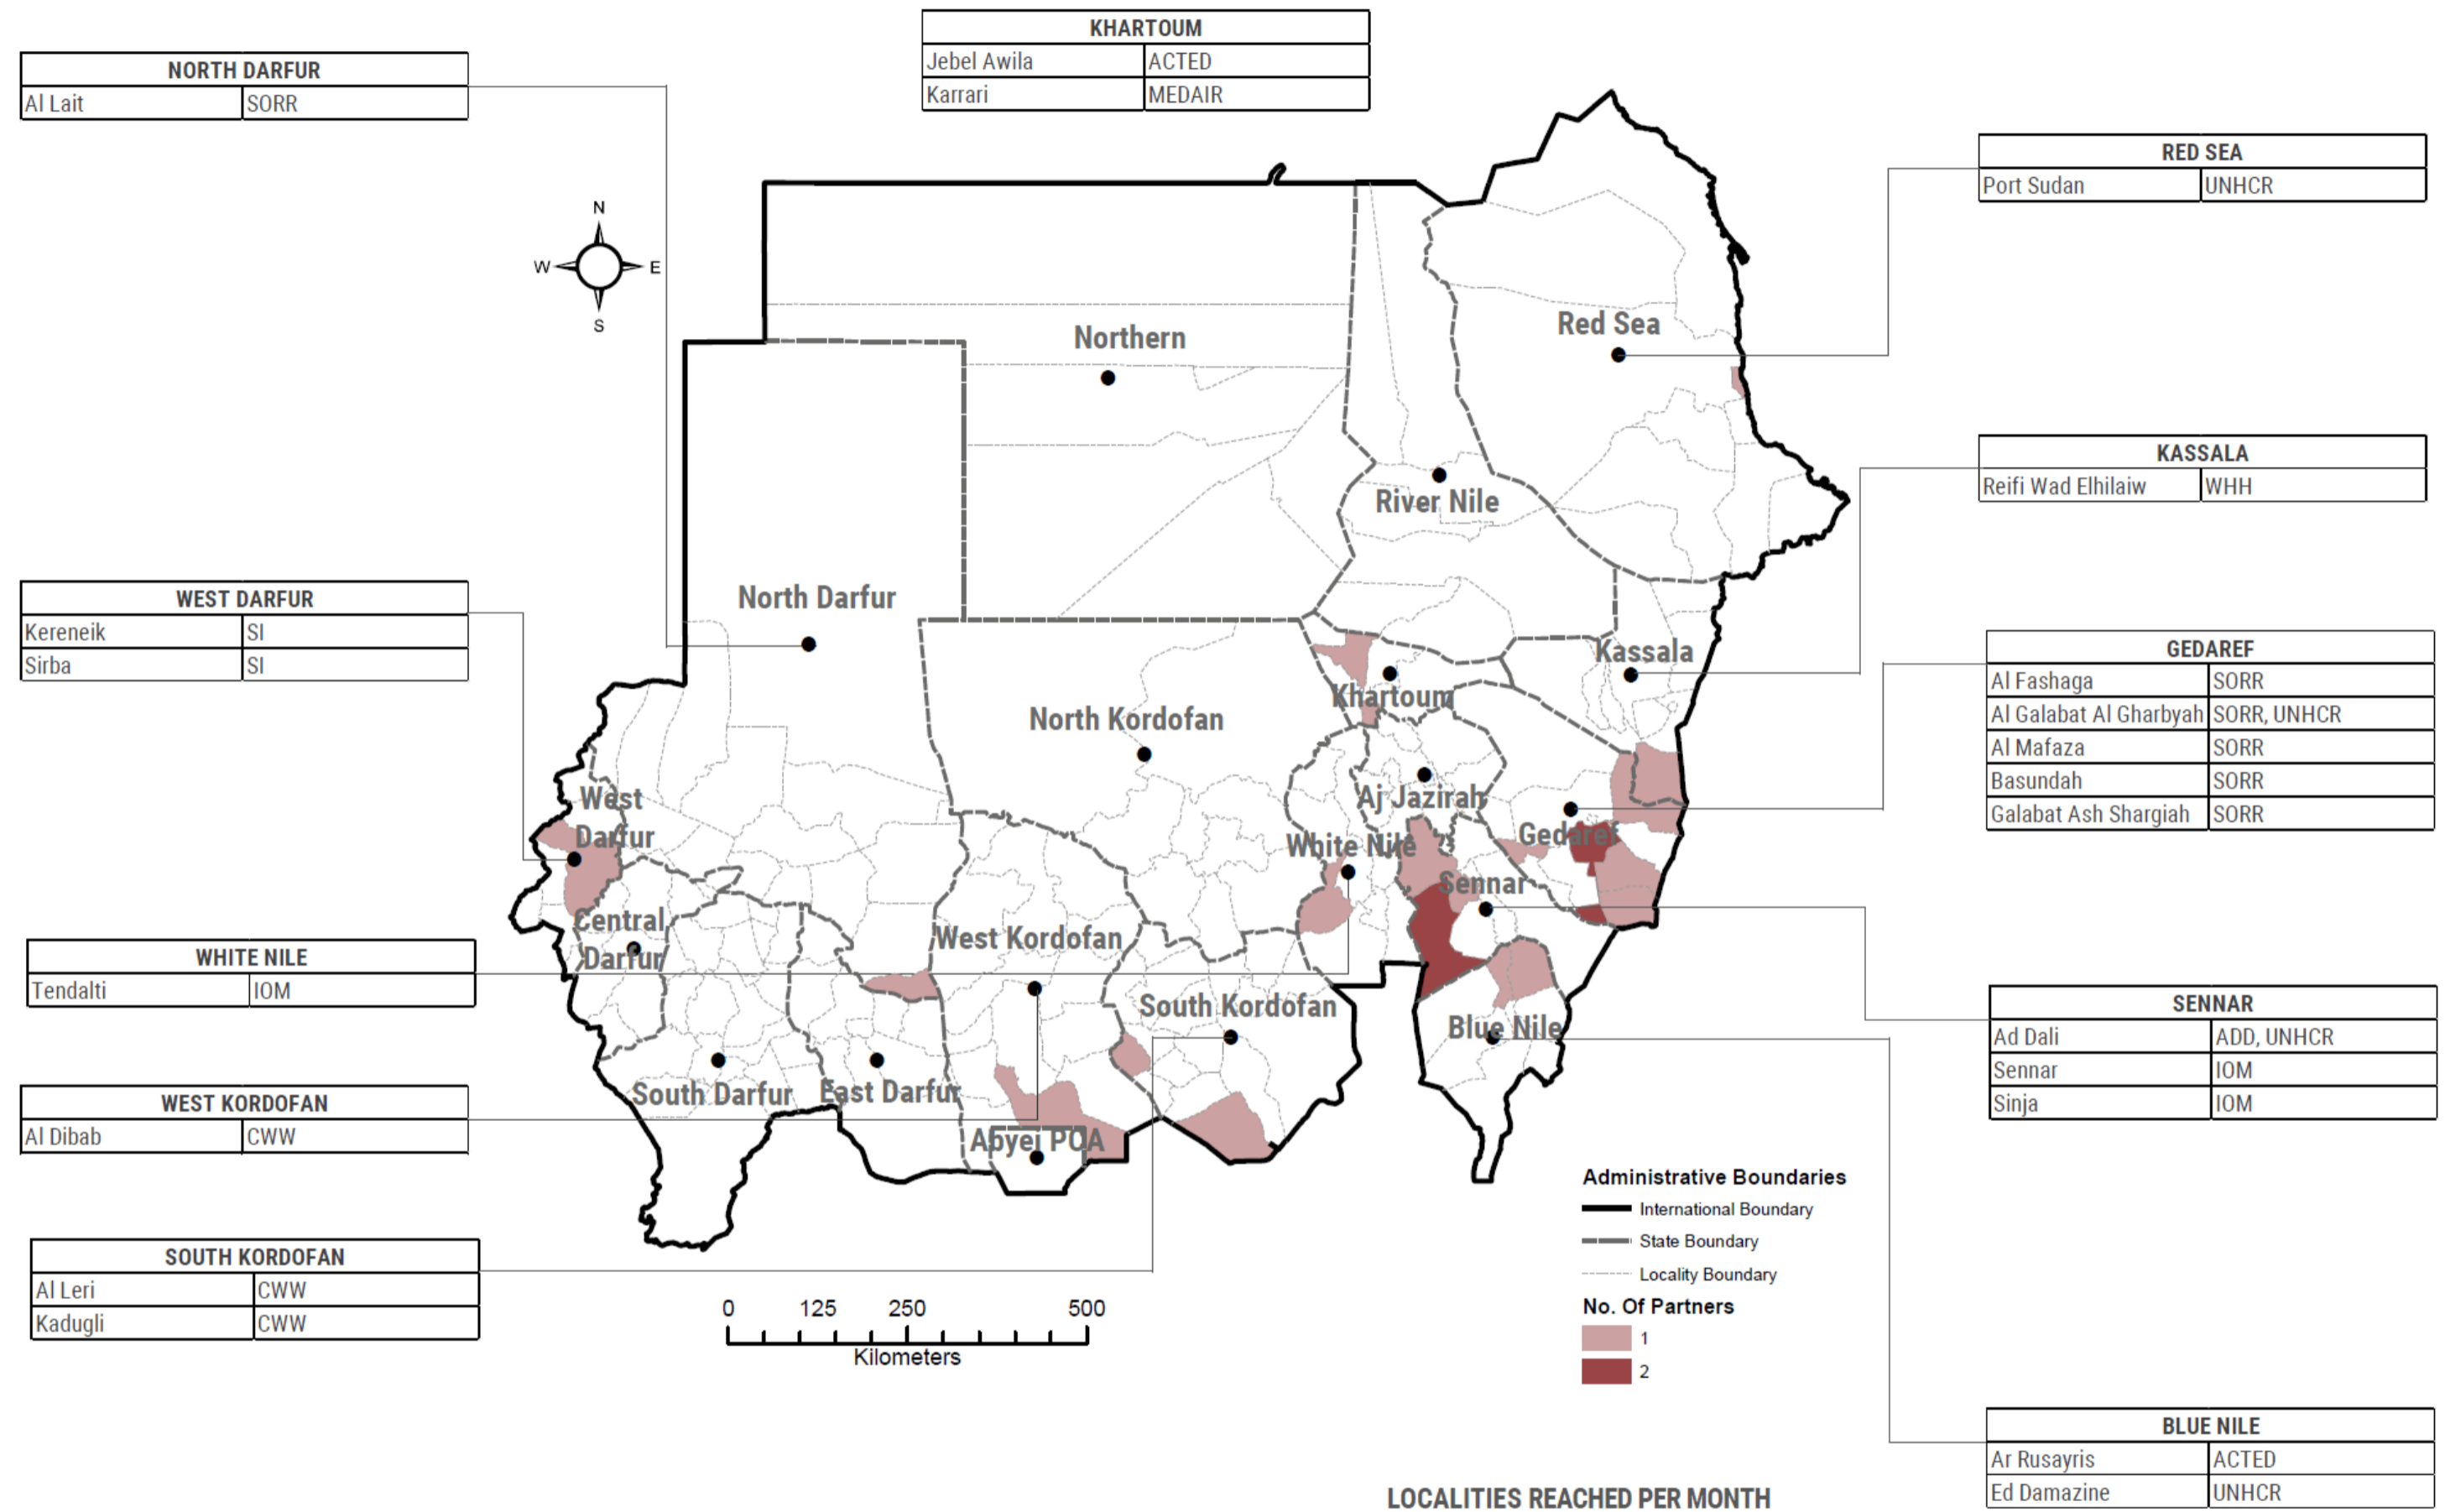 KHARTOUM
Jebel Awila ACTED
Karrari MEDAIR
NORTH DARFUR
Al Lait SORR
RED SEA
Port Sudan UNHCR
N
W E
S
Northern
Red Sea
KASSALA
Reifi Wad Elhilaiw WHH
River Nile
WEST DARFUR
Kereneik SI
Sirba SI
North Darfur
Kassala
Khartoum
North Kordofan
GEDAREF
Al Fashaga SORR
Al Galabat Al Gharbyah SORR, UNHCR
Al Mafaza SORR
Basundah SORR
Galabat Ash Shargiah SORR
West
Darfur
Aj Jazirah
White Nile
Gedaref
Sennar
Central
Darfur
West Kordofan
WHITE NILE
Tendalti IOM
South Kordofan
Blue Nile
SENNAR
Ad Dali ADD, UNHCR
Sennar IOM
Sinja IOM
South Darfur
East Darfur
WEST KORDOFAN
Al Dibab CWW
Abyei PCA
SOUTH KORDOFAN
Al Leri CWW
Kadugli CWW
0 125 250 500
Kilometers
Administrative Boundaries
International Boundary
State Boundary
Locality Boundary
No. Of Partners
1
2
BLUE NILE
Ar Rusayris ACTED
Ed Damazine UNHCR
LOCALITIES REACHED PER MONTH